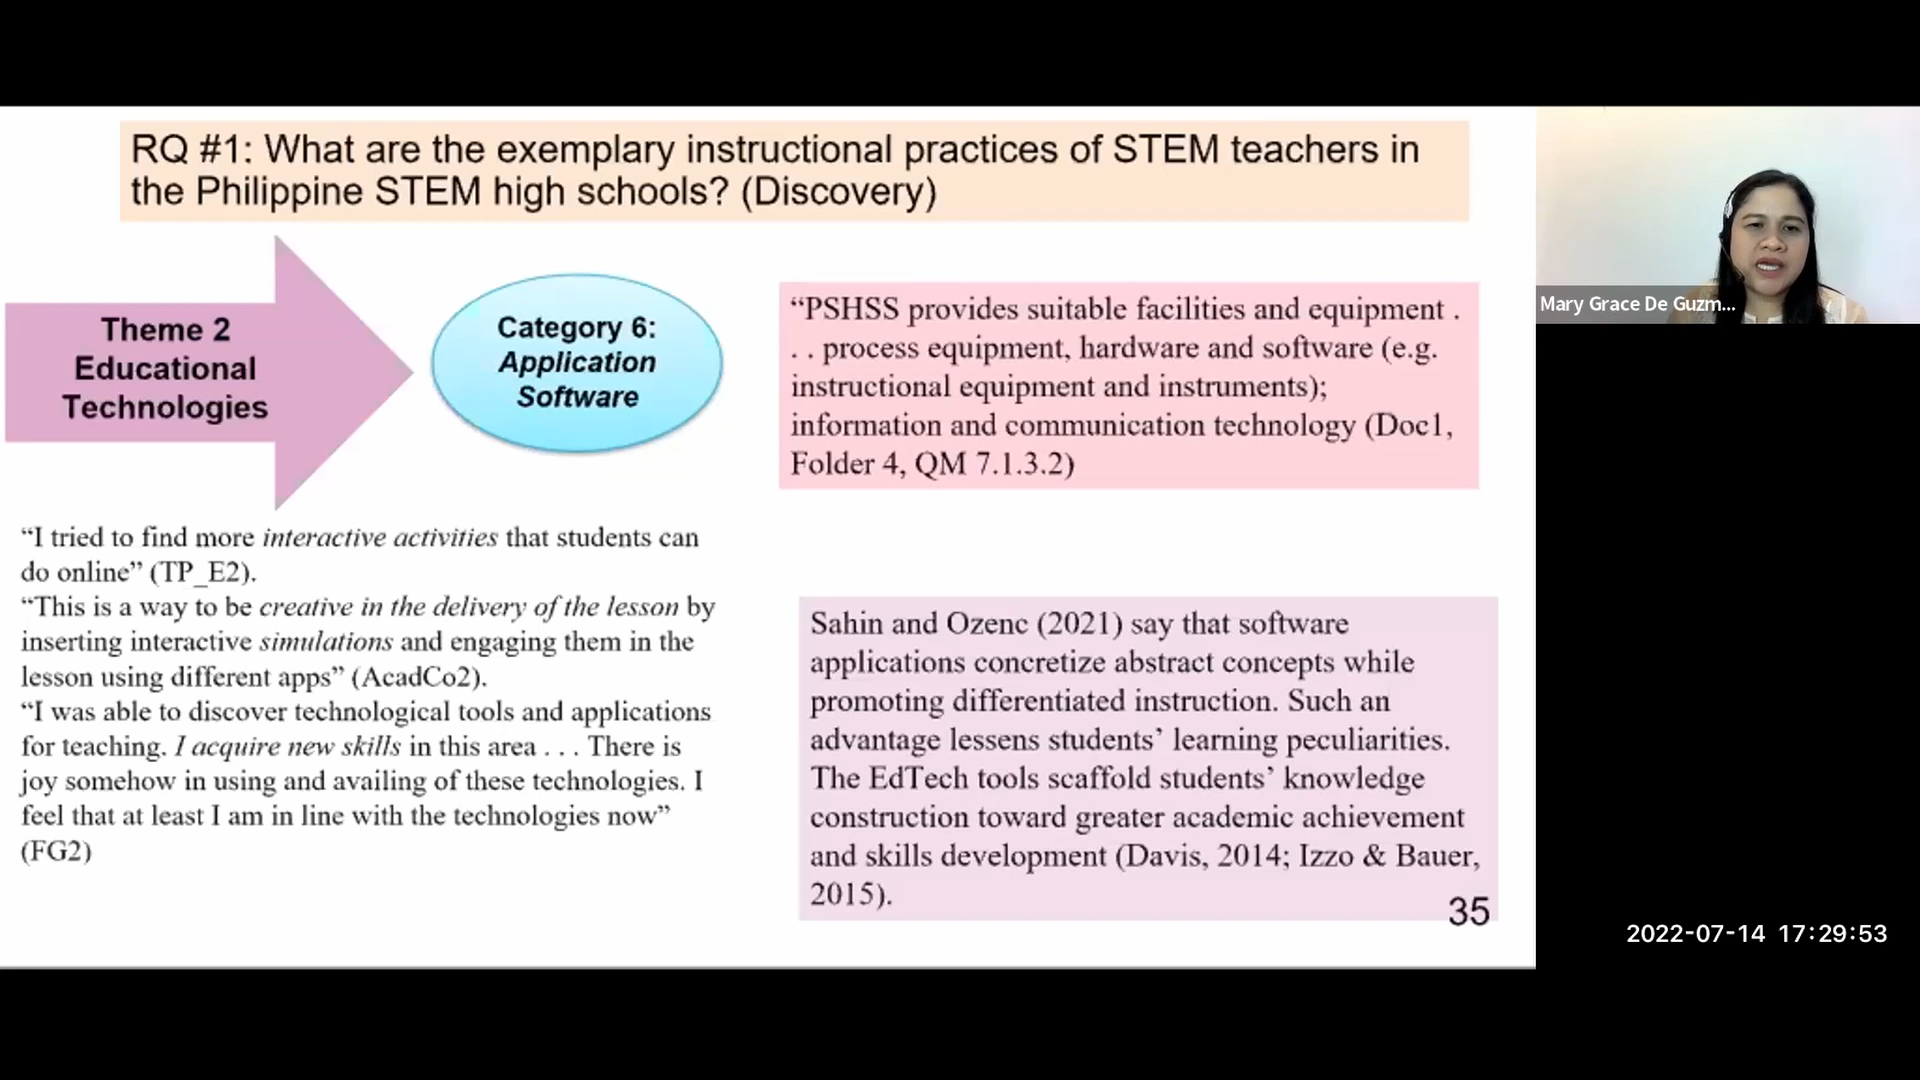 RQ #1: What are the exemplary instructional practices of STEM teachers in
the Philippine STEM high schools? (Discovery)
Theme 2
Educational
Technologies
Category 6:
Application
Software
“PSHSS provides suitable facilities and equipment .
. . process equipment, hardware and software (e.g.
instructional equipment and instruments);
information and communication technology (Doc1,
Folder 4, QM 7.1.3.2)
“I tried to find more interactive activities that students can
do online” (TP_E2).
“This is a way to be creative in the delivery of the lesson by
inserting interactive simulations and engaging them in the
lesson using different apps” (AcadCo2).
“I was able to discover technological tools and applications
for teaching. I acquire new skills in this area . . . There is
joy somehow in using and availing of these technologies. I
feel that at least I am in line with the technologies now”
(FG2)
Sahin and Ozenc (2021) say that software
applications concretize abstract concepts while
promoting differentiated instruction. Such an
advantage lessens students’ learning peculiarities.
The EdTech tools scaffold students’ knowledge
construction toward greater academic achievement
and skills development (Davis, 2014; Izzo & Bauer,
2015).
35
Mary Grace De Guzm...
2022-07-14 17:29:53